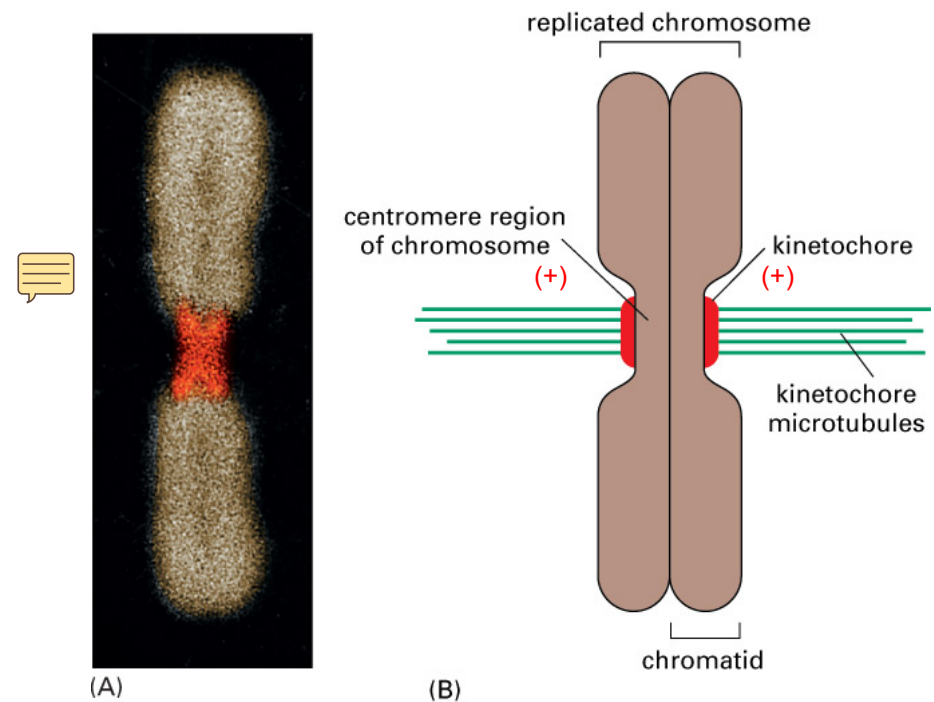 replicated chromosome
centromere region
of chromosome
kinetochore
(+)
(+)
kinetochore
microtubules
chromatid
(A)
(B)